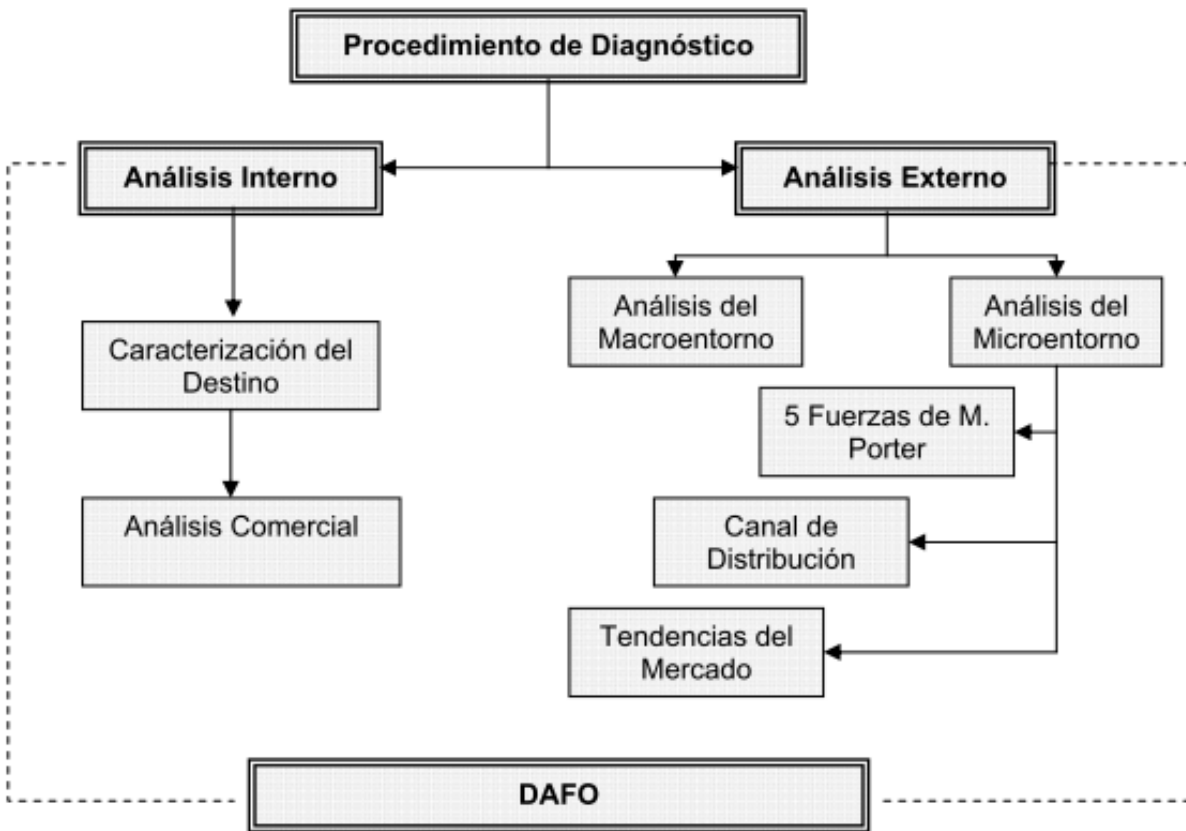 Procedimiento de Diagnóstico
Análisis Interno
Análisis Externo
Análisis del
Macroentorno
Análisis del
Microentorno
Caracterización del
Destino
5 Fuerzas de M.
Porter
Análisis Comercial
Canal de
Distribución
Tendencias del
Mercado
DAFO